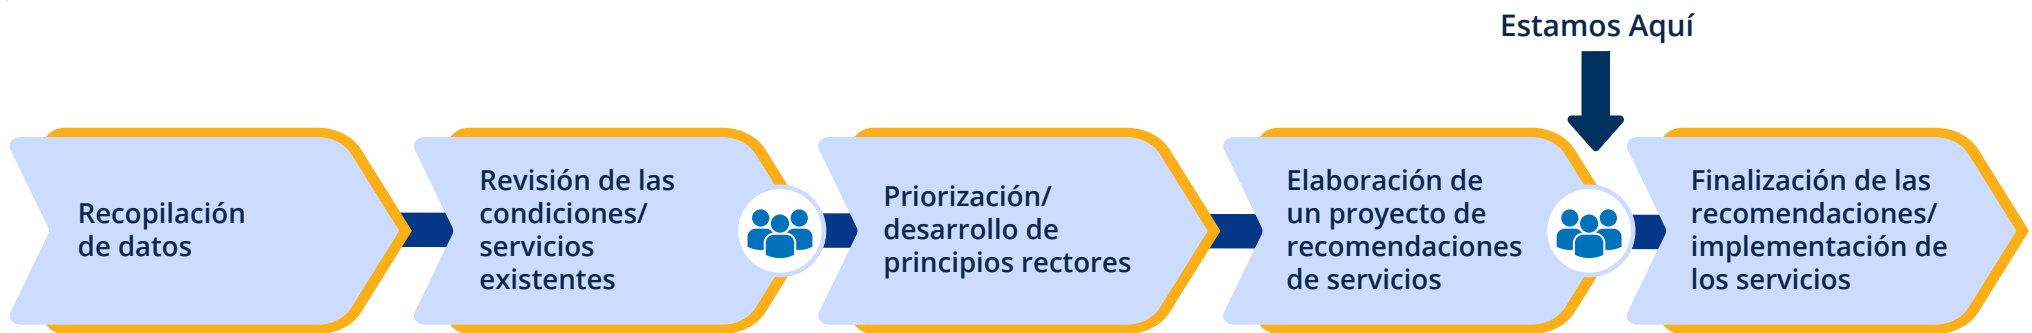 Estamos Aquí
Recopilación
de datos
Revisión de las
condiciones/
servicios
existentes
Priorización/
desarrollo de
principios rectores
Elaboración de
un proyecto de
recomendaciones
de servicios
Finalización de las
recomendaciones/
implementación de
los servicios